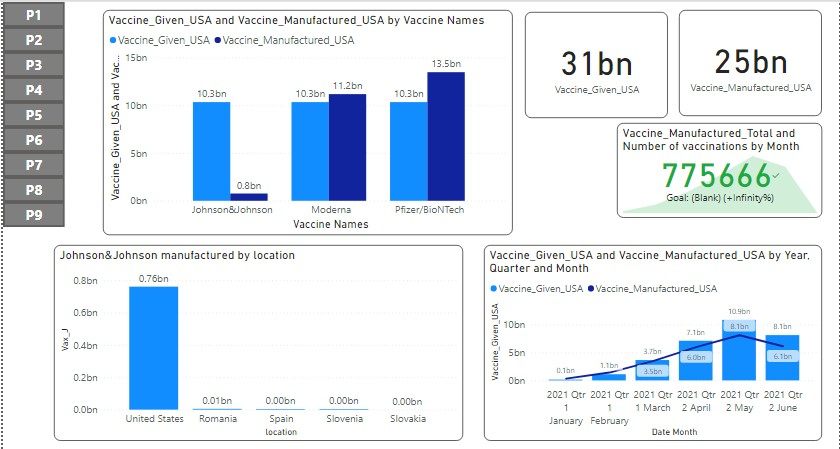 P1
P2
P3
P4
P5
P6
P7
P8
P9
Vaccine_Given_USA and Vaccine_Manufactured_USA by Vaccine Names
Vaccine_Given_USA Vaccine_Manufactured_USA
Vaccine_Given_USA and Vac...
15bn
10bn
5bn
0bn
10.3bn
0.8bn
10.3bn
11.2bn
10.3bn
13.5bn
Johnson&Johnson
Moderna
Pfizer/BioNTech
Vaccine Names
31bn
Vaccine_Given_USA
25bn
Vaccine_Manufactured_USA
Vaccine_Manufactured_Total and
Number of vaccinations by Month
775666
Goal: (Blank) (+Infinity%)
Johnson&Johnson manufactured by location
Vax_J
0.8bn
0.6bn
0.4bn
0.2bn
0.0bn
0.76bn
0.01bn
0.00bn
0.00bn
0.00bn
United States
Romania
Spain
Slovenia
Slovakia
location
Vaccine_Given_USA and Vaccine_Manufactured_USA by Year,
Quarter and Month
Vaccine_Given_USA Vaccine_Manufactured_USA
Vaccine_Given_USA
10bn
5bn
0bn
0.1bn
1.1bn
3.7bn
3.5bn
7.1bn
6.0bn
10.9bn
8.1bn
8.1bn
6.1bn
2021 Qtr
1
January
2021 Qtr
1
February
2021 Qtr
1 March
2021 Qtr
2 April
2021 Qtr
2 May
2021 Qtr
2 June
Date Month